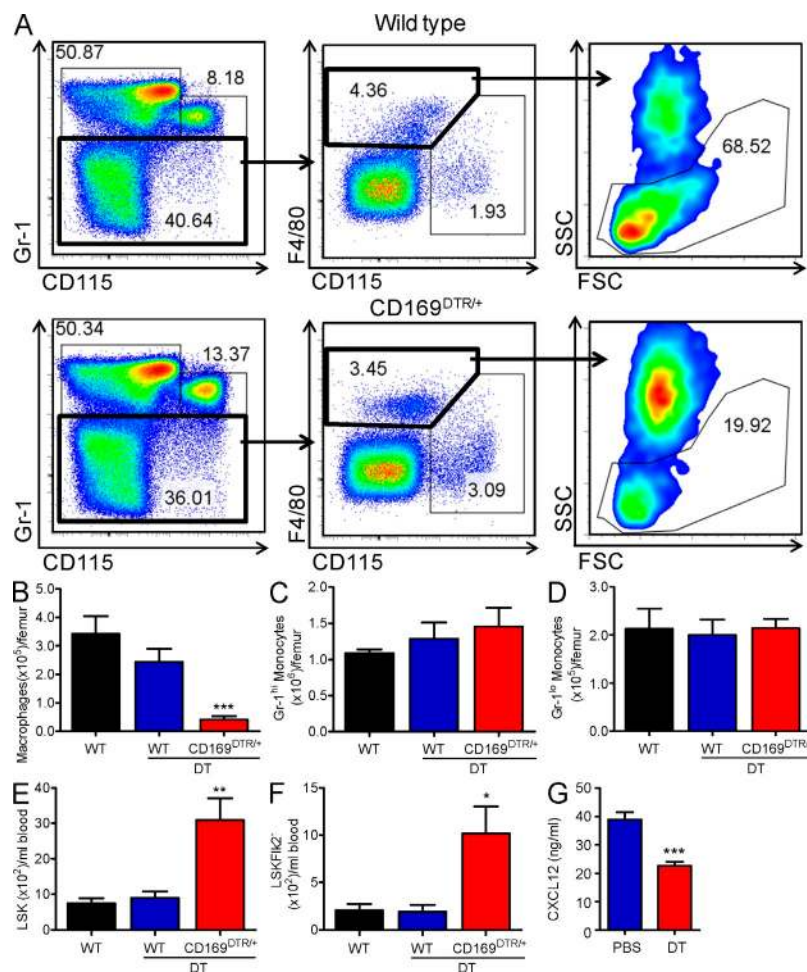 A
Wild type
50.87
8.18
40.64
Gr-1
CD115
4.36
1.93
F4/80
CD115
68.52
SSC
FSC
CD169DTR/+
50.34
13.37
36.01
Gr-1
CD115
3.45
3.09
F4/80
CD115
19.92
SSC
FSC
B
Macrophages(x10⁵)/femur
5.0
4.0
3.0
2.0
1.0
0.0
***
WT
WT
CD169DTR/+
DT
C
Gr-1hi Monocytes
(x10⁶)/femur
2.0
1.5
1.0
0.5
0.0
WT
WT
CD169DTR/+
DT
D
Gr-1lo Monocytes
(x10⁵)/femur
3.0
2.0
1.0
0.0
WT
WT
CD169DTR/
DT
E
LSK (x10²)/ml blood
40
30
20
10
0
**
WT
WT
CD169DTR/+
DT
F
LSKFlk2⁻
(x10²)/ml blood
15
10
5
0
*
WT
WT
CD169DTR/+
DT
G
CXCL12 (ng/ml)
50
40
30
20
10
0
***
PBS
DT